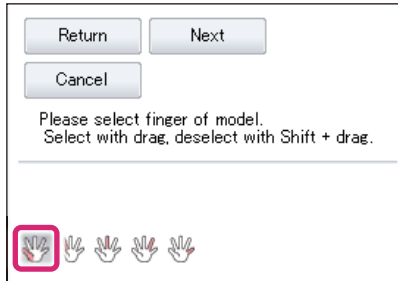 Return
Next
Cancel
Please select finger of model.
Select with drag, deselect with Shift + drag.